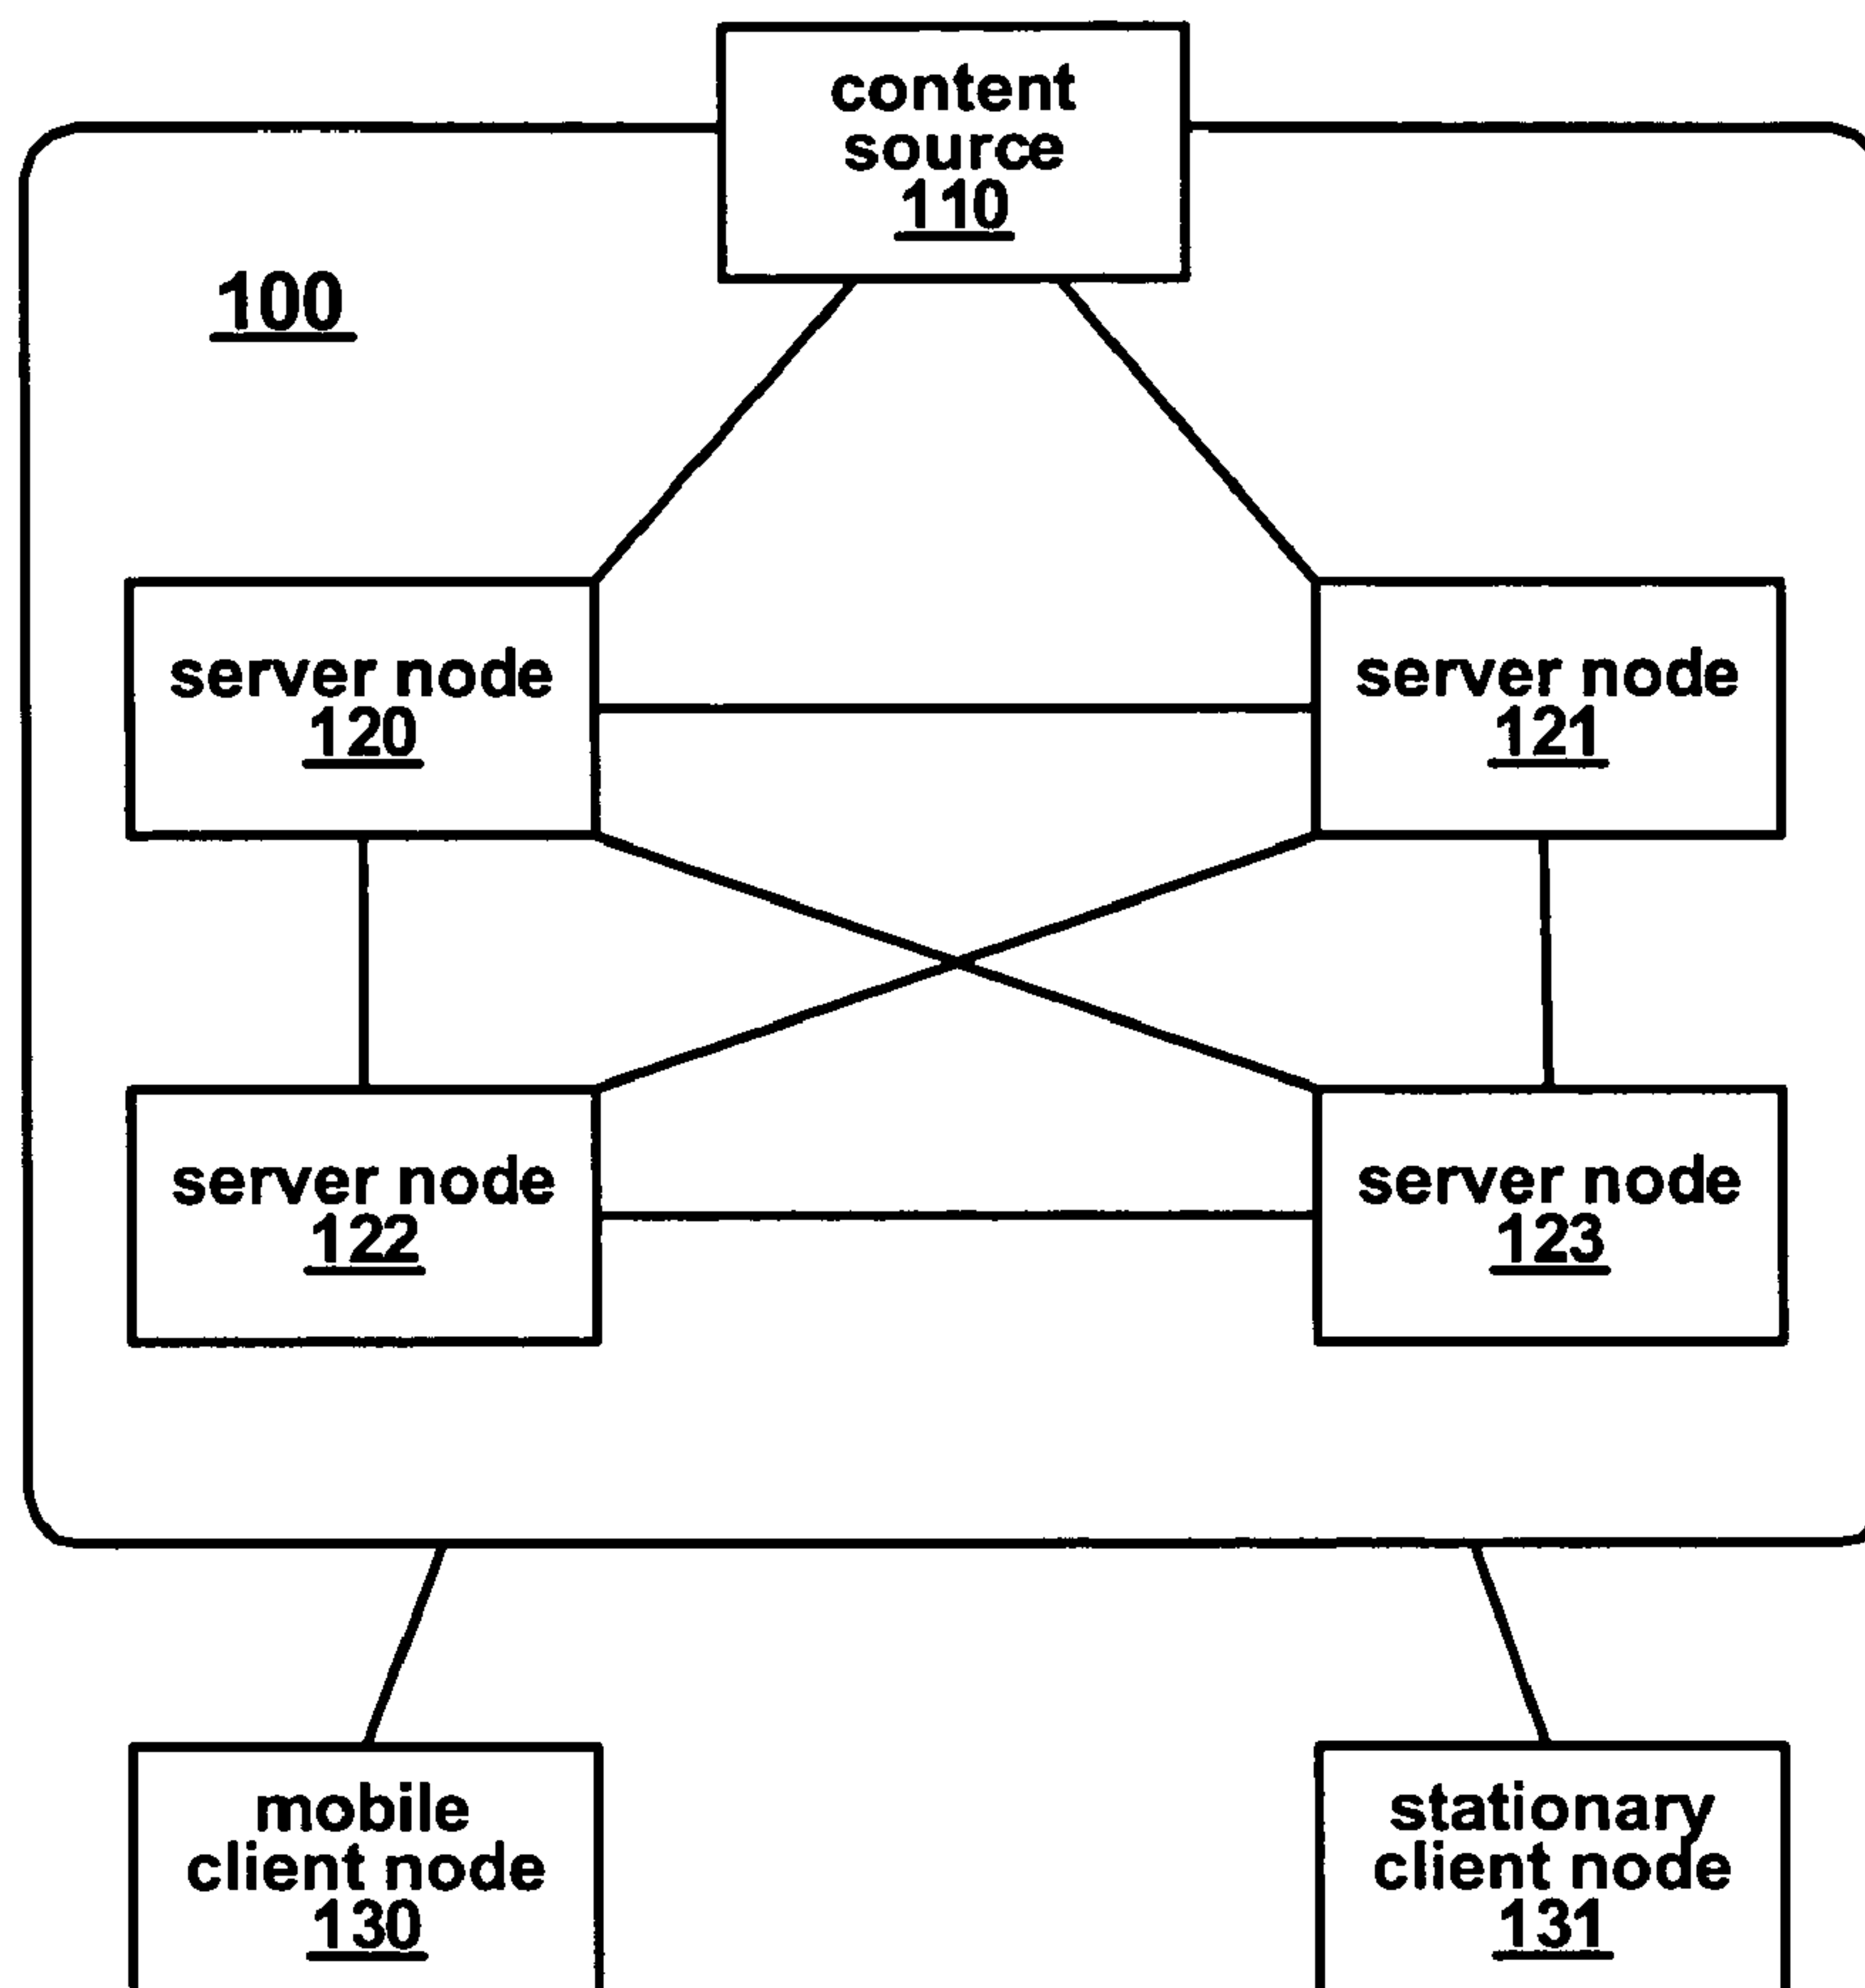 content
source
110
100
server node
120
server node
121
server node
122
server node
123
mobile
client node
130
stationary
client node
131